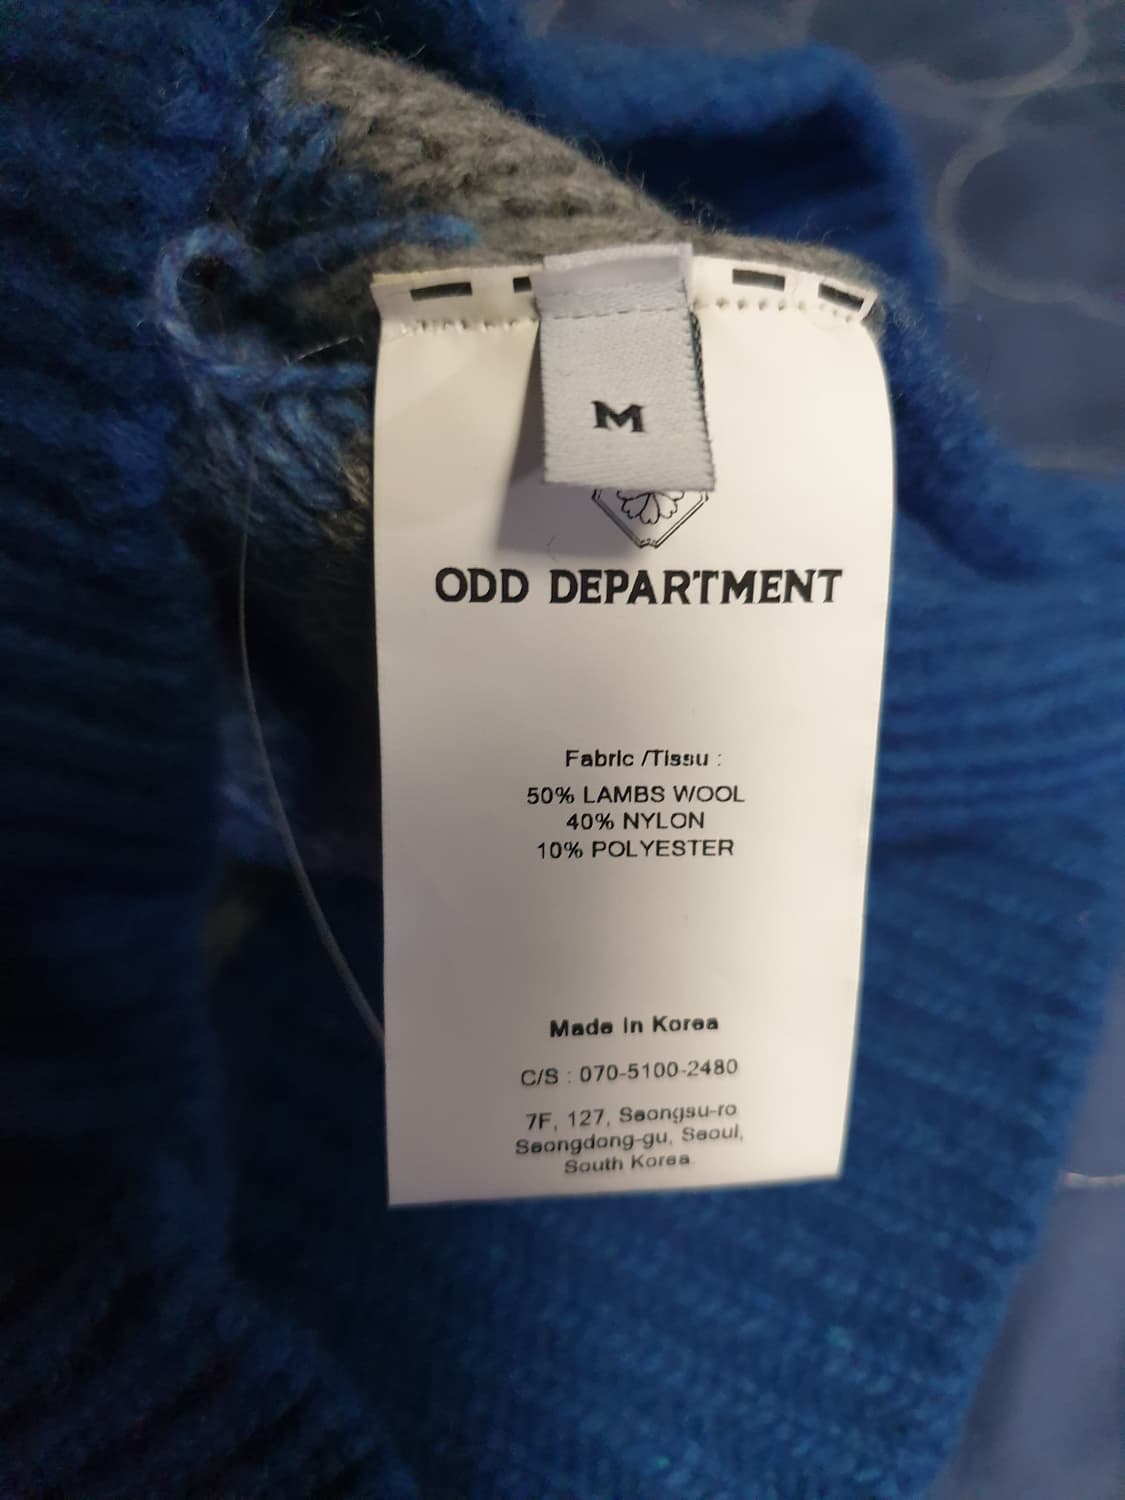 M
ODD DEPARTMENT
Fabric /Tissu :
50% LAMBS WOOL
40% NYLON
10% POLYESTER
Made In Korea
C/S : 070-5100-2480
7F, 127, Seongsu-ro
Seongdong-gu, Seoul,
South Korea